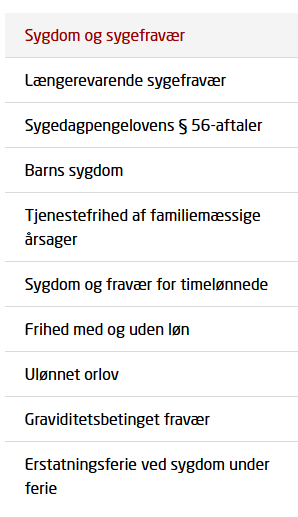 Sygdom og sygefravær
Længerevarende sygefravær
Sygedagpengelovens § 56-aftaler
Barns sygdom
Tjenestefrihed af familiemæssige
årsager
Sygdom og fravær for timelønnede
Frihed med og uden løn
Ulønnet orlov
Graviditetsbetinget fravær
Erstatningsferie ved sygdom under
ferie